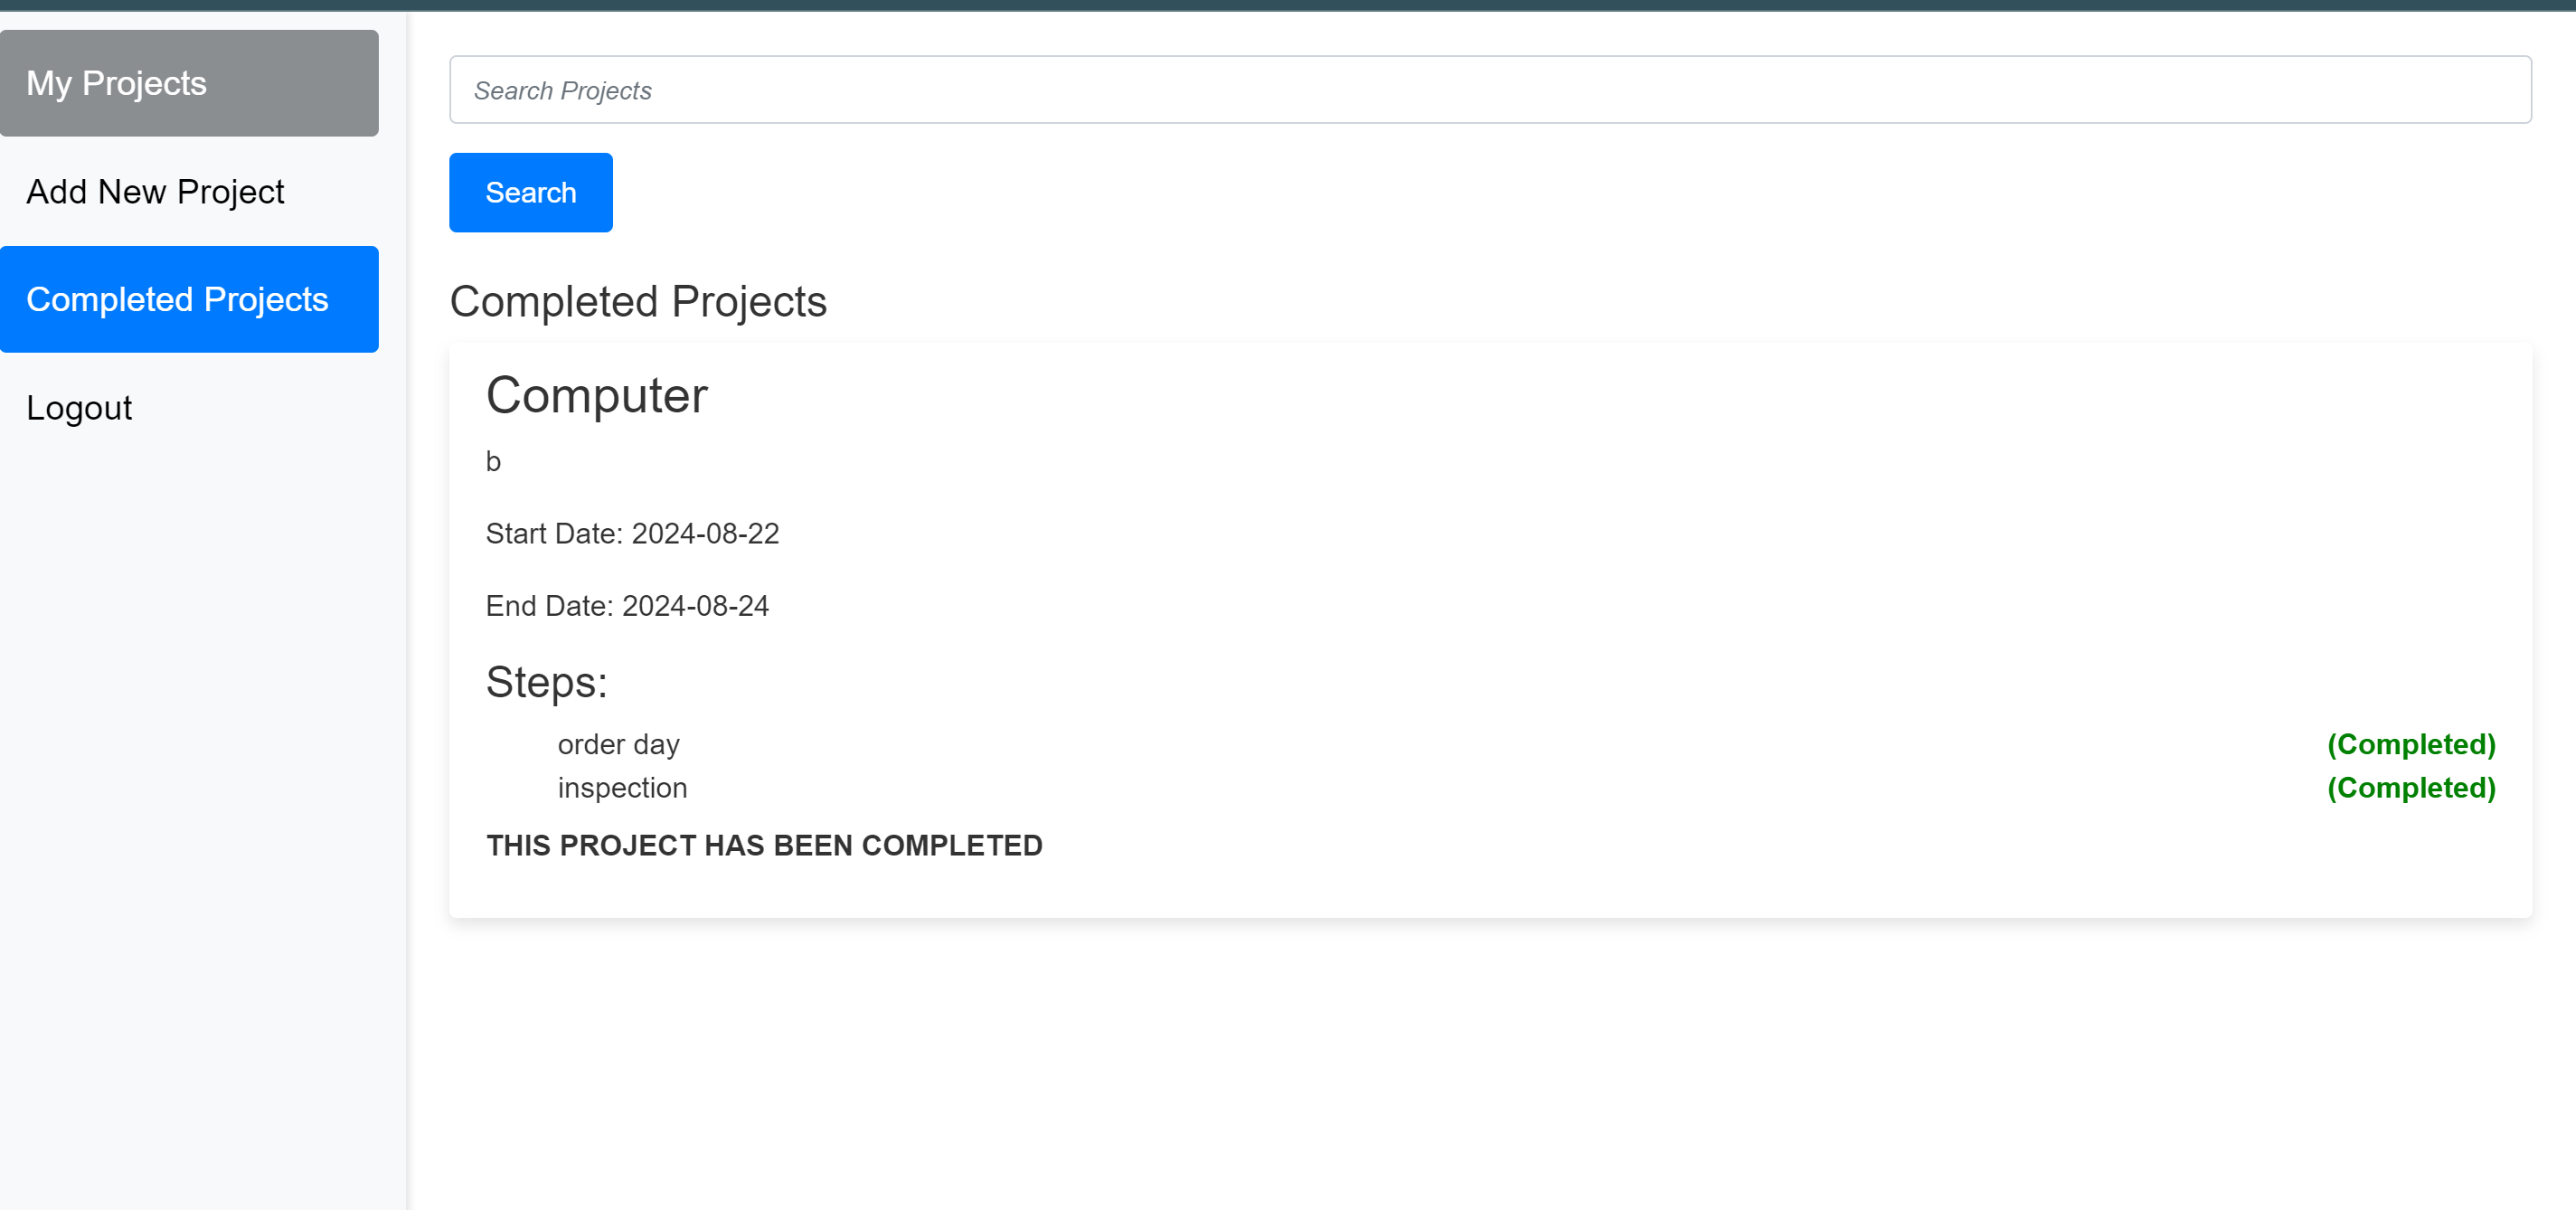 My Projects
Add New Project
Completed Projects
Logout
Search Projects
Search
Completed Projects
Computer
b
Start Date: 2024-08-22
End Date: 2024-08-24
Steps:
order day (Completed)
inspection (Completed)
THIS PROJECT HAS BEEN COMPLETED